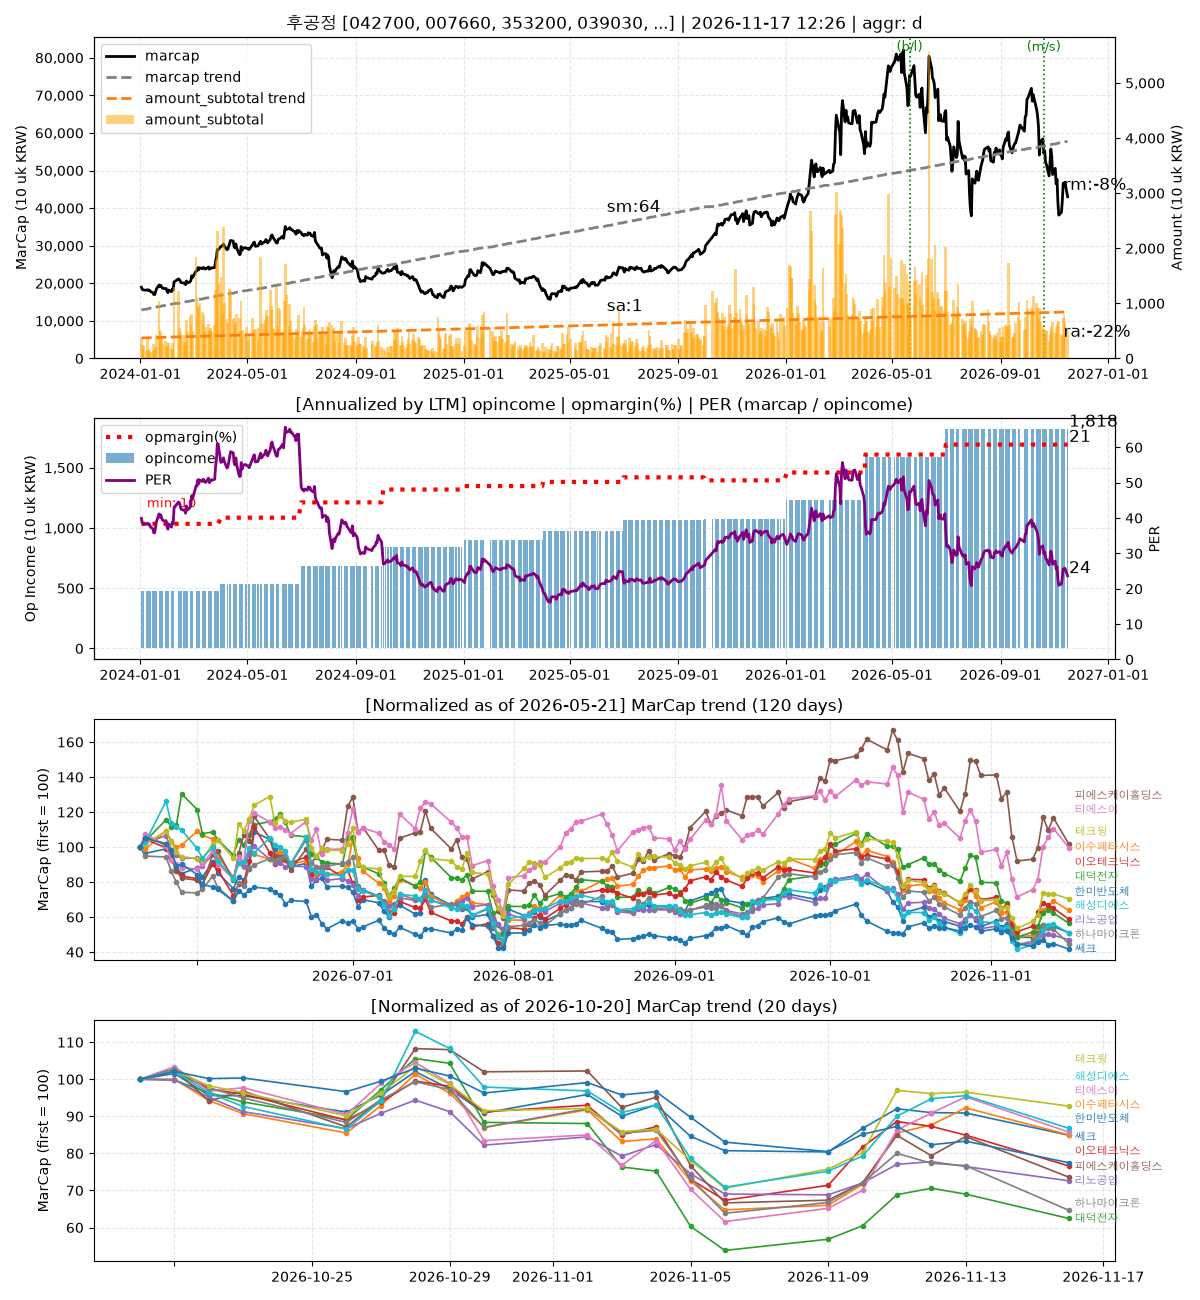 후공정 [042700, 007660, 353200, 039030, ...] | 2026-11-17 12:26 | aggr: d
marcap
marcap trend
amount_subtotal trend
amount_subtotal
(b/l)
(m/s)
MarCap (10 uk KRW)
Amount (10 uk KRW)
80,000
70,000
60,000
50,000
40,000
30,000
20,000
10,000
0
5,000
4,000
3,000
2,000
1,000
0
sm:64
sa:1
rm:-8%
ra:-22%
2024-01-01
2024-05-01
2024-09-01
2025-01-01
2025-05-01
2025-09-01
2026-01-01
2026-05-01
2026-09-01
2027-01-01
[Annualized by LTM] opincome | opmargin(%) | PER (marcap / opincome)
opmargin(%)
opincome
PER
min: 10
1,818
21
24
Op Income (10 uk KRW)
PER
1,500
1,000
500
0
60
50
40
30
20
10
0
2024-01-01
2024-05-01
2024-09-01
2025-01-01
2025-05-01
2025-09-01
2026-01-01
2026-05-01
2026-09-01
2027-01-01
[Normalized as of 2026-05-21] MarCap trend (120 days)
MarCap (first = 100)
160
140
120
100
80
60
40
피에스케이홀딩스
티에스이
테크윙
이수페타시스
이오테크닉스
대덕전자
한미반도체
해성디에스
리노공업
하나마이크론
쎄크
2026-07-01
2026-08-01
2026-09-01
2026-10-01
2026-11-01
[Normalized as of 2026-10-20] MarCap trend (20 days)
MarCap (first = 100)
110
100
90
80
70
60
테크윙
해성디에스
티에스이
이수페타시스
한미반도체
쎄크
이오테크닉스
피에스케이홀딩스
리노공업
하나마이크론
대덕전자
2026-10-25
2026-10-29
2026-11-01
2026-11-05
2026-11-09
2026-11-13
2026-11-17